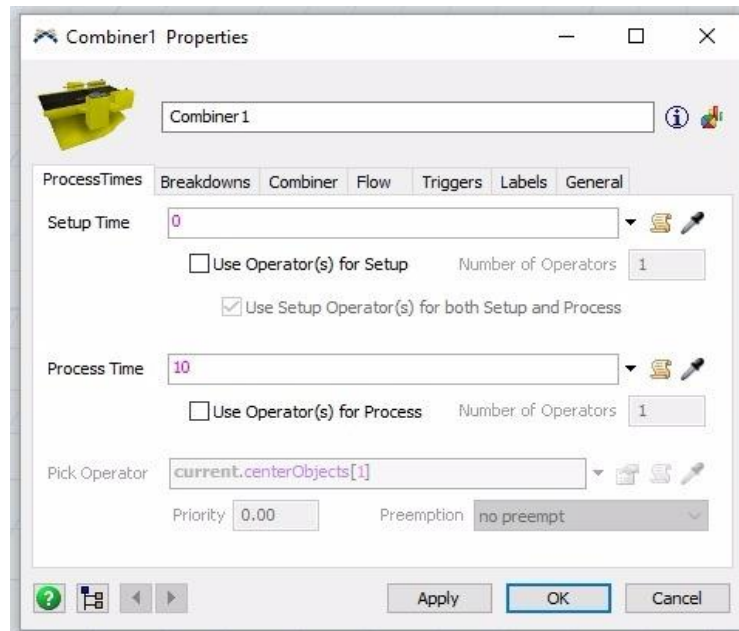 Combiner1 Properties
Combiner1
ProcessTimes Breakdowns Combiner Flow Triggers Labels General
Setup Time 0
Use Operator(s) for Setup Number of Operators 1
Use Setup Operator(s) for both Setup and Process
Process Time 10
Use Operator(s) for Process Number of Operators 1
Pick Operator current.centerObjects[1]
Priority 0.00 Preemption no preempt
Apply OK Cancel